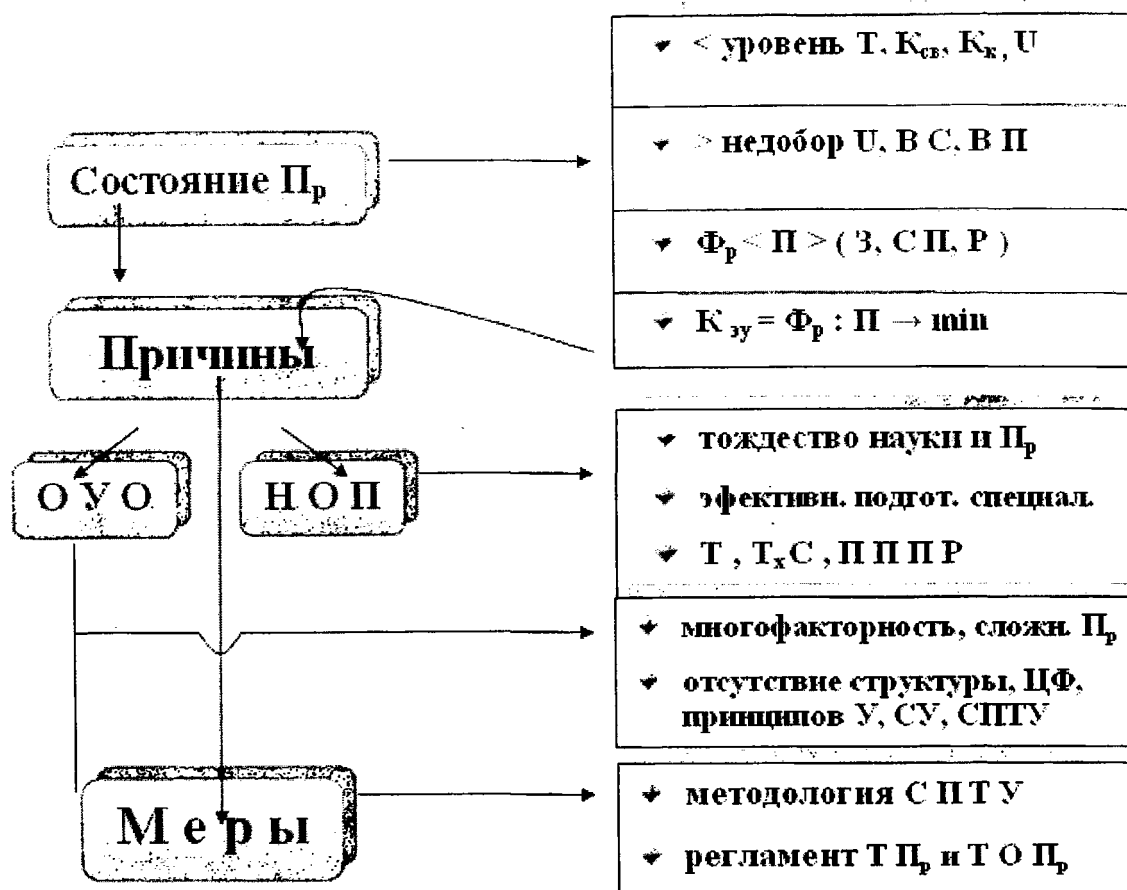 < уровень Т, Ксв, Кк, U
> недобор U, В С, В П
Состояние Пр
Фр < П > ( З, С П, Р )
К зу = Фр : П → min
Причины
тождество науки и Пр
эфективн. подгот. специал.
Т , ТхС , П П П Р
О У О
Н О П
многофакторность, сложн. Пр
отсутствие структуры, ЦФ,
принципов У, СУ, СПТУ
Меры
методология С П Т У
регламент Т Пр и Т О Пр